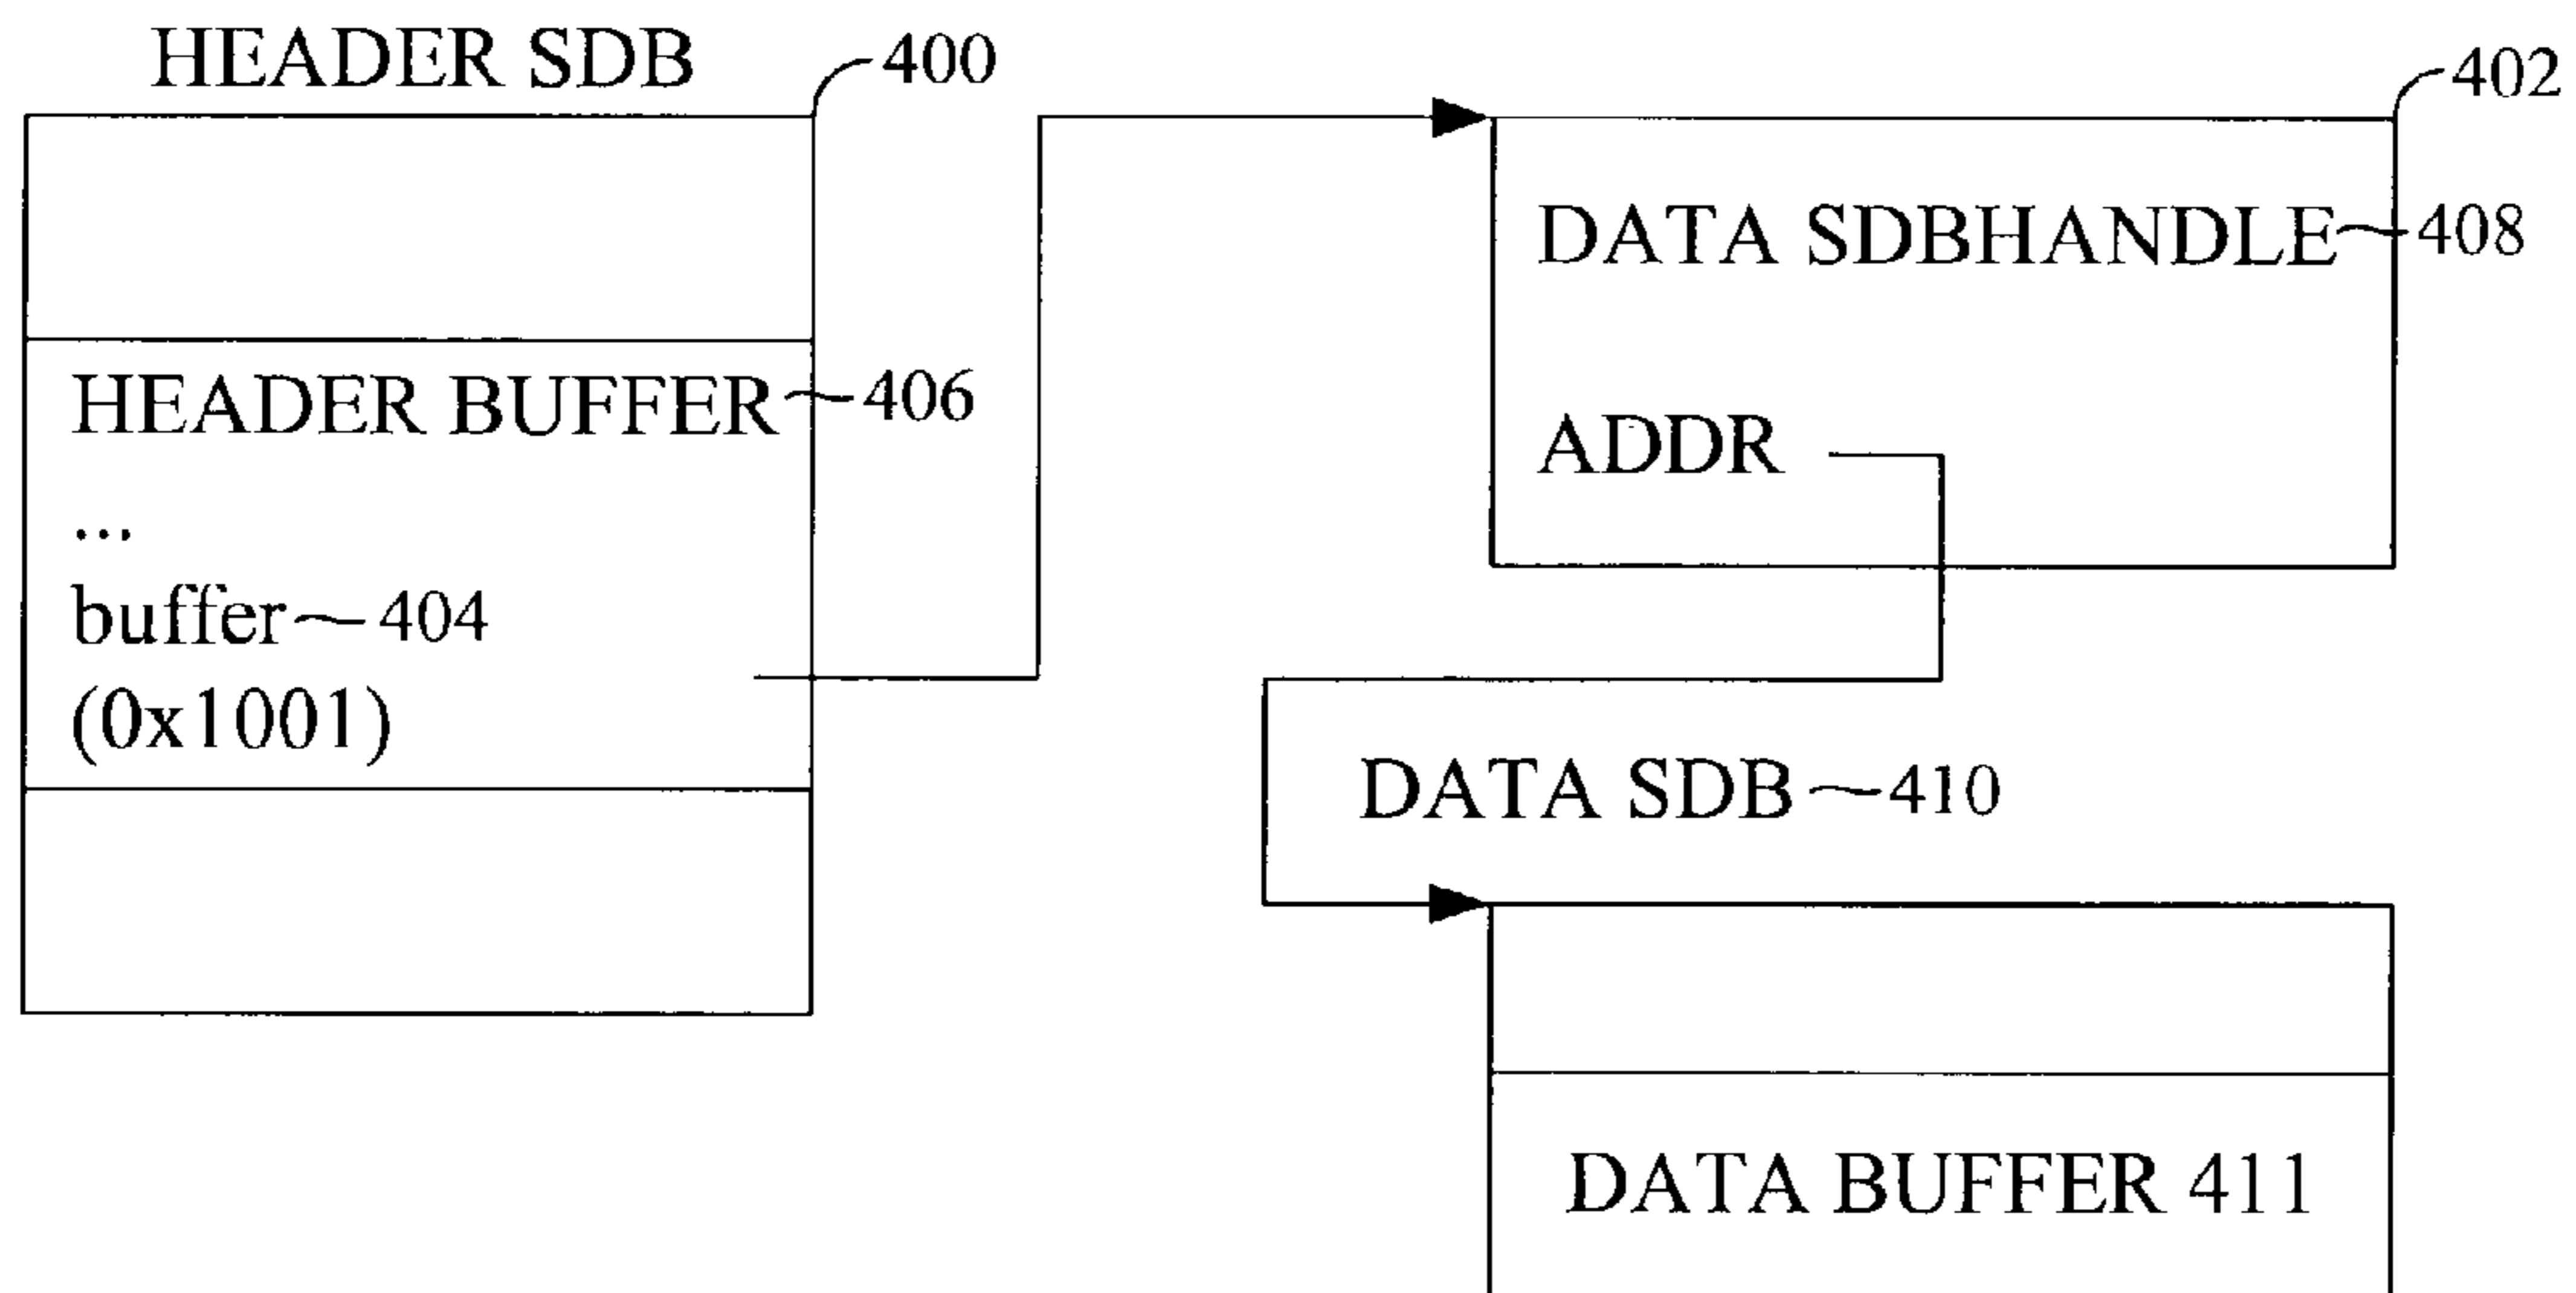 HEADER SDB
400
HEADER BUFFER 406
...
buffer 404
(0x1001)
402
DATA SDBHANDLE 408
ADDR
DATA SDB 410
DATA BUFFER 411